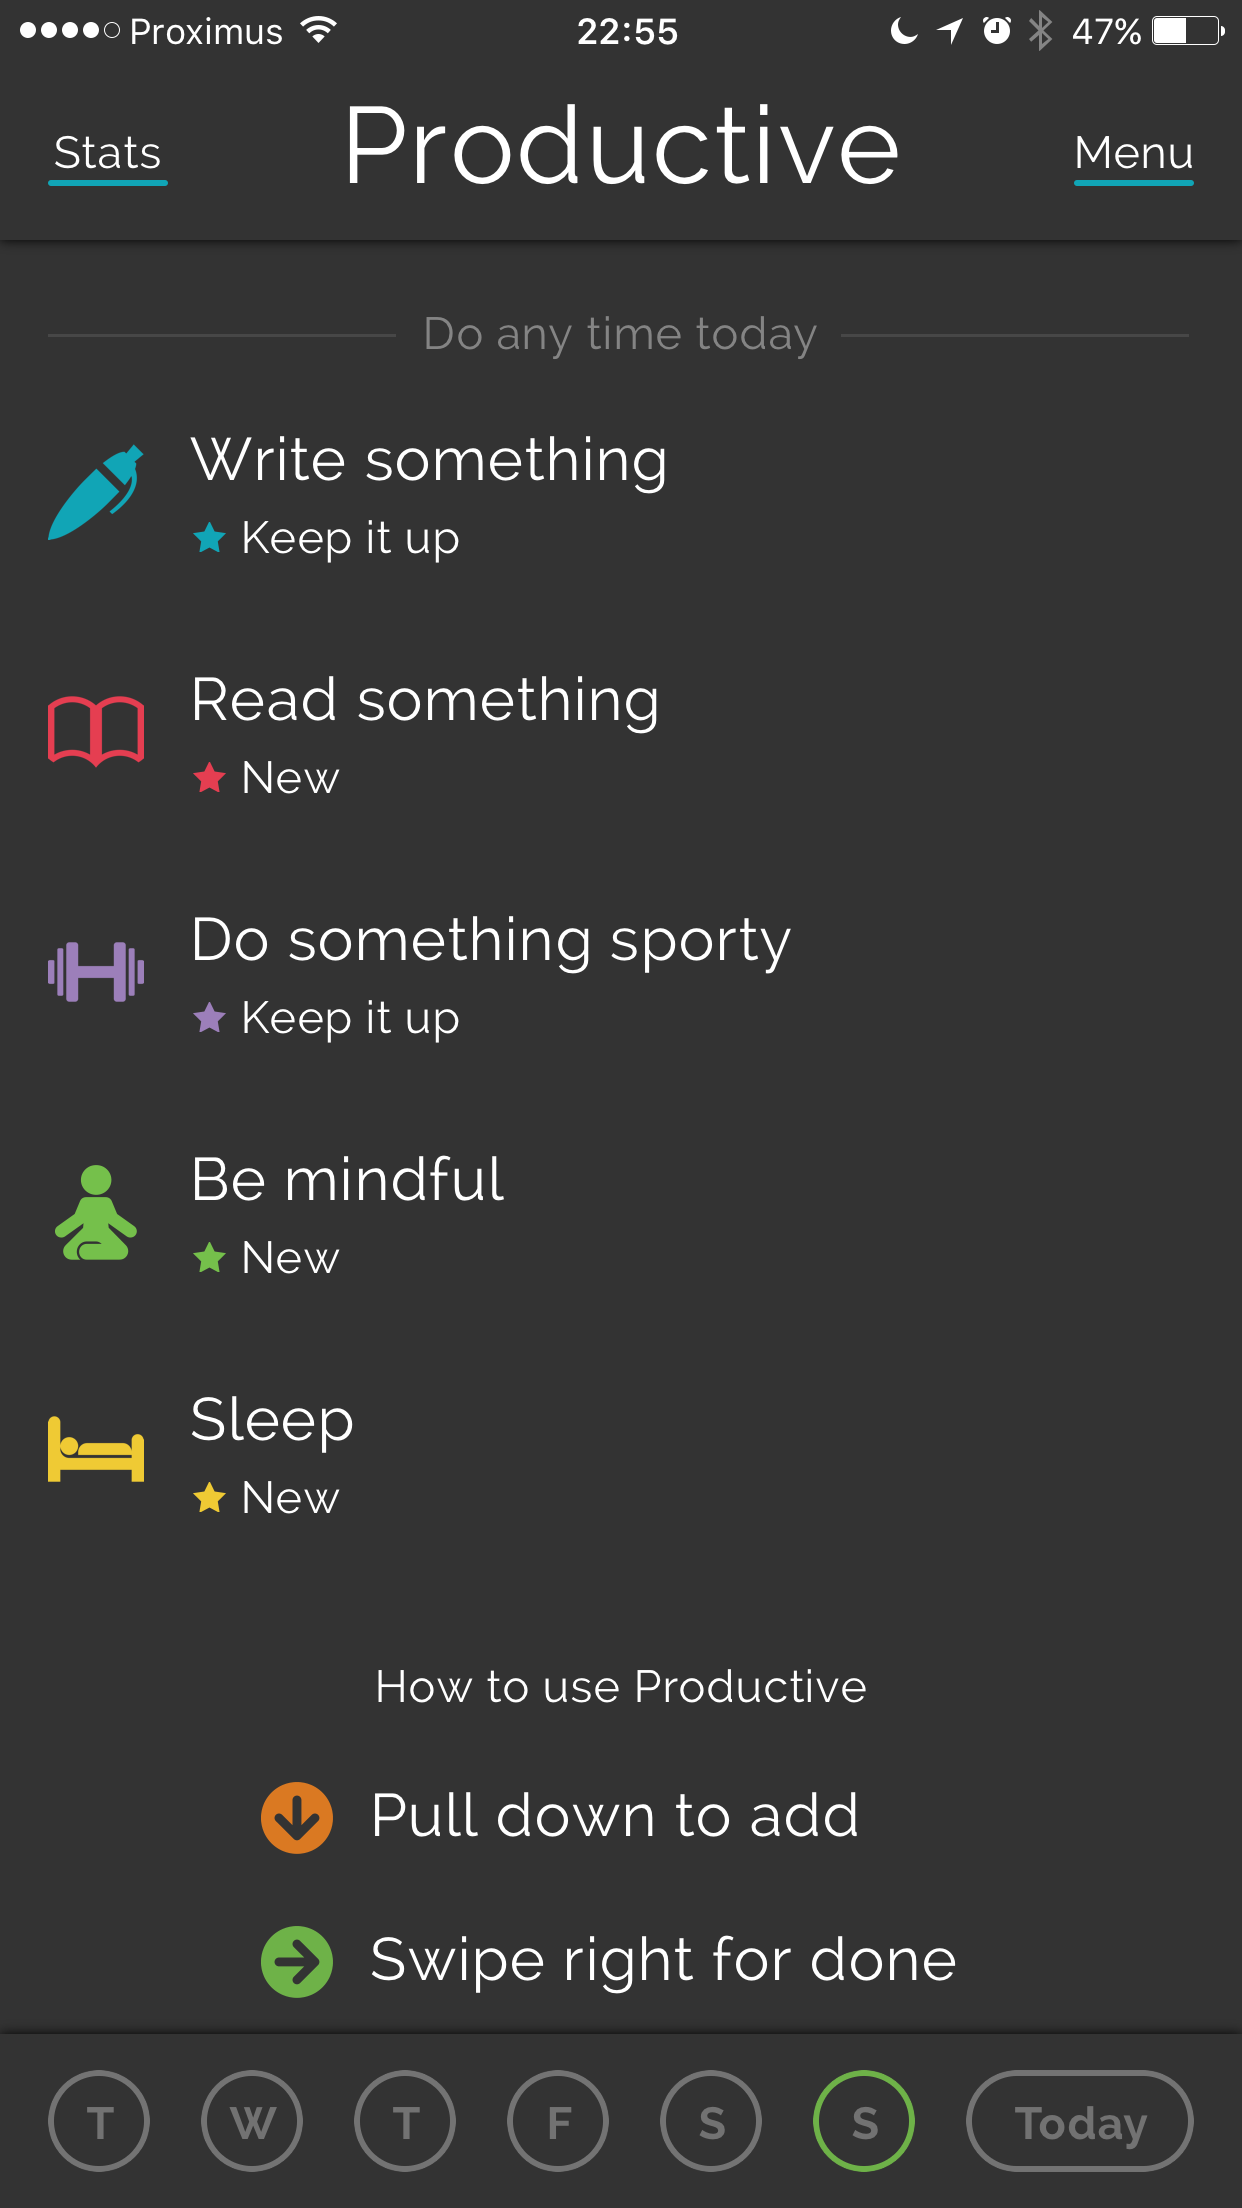 Proximus 22:55 47%
Stats Productive Menu
Do any time today
Write something
Keep it up
Read something
New
Do something sporty
Keep it up
Be mindful
New
Sleep
New
How to use Productive
Pull down to add
Swipe right for done
T W T F S S Today